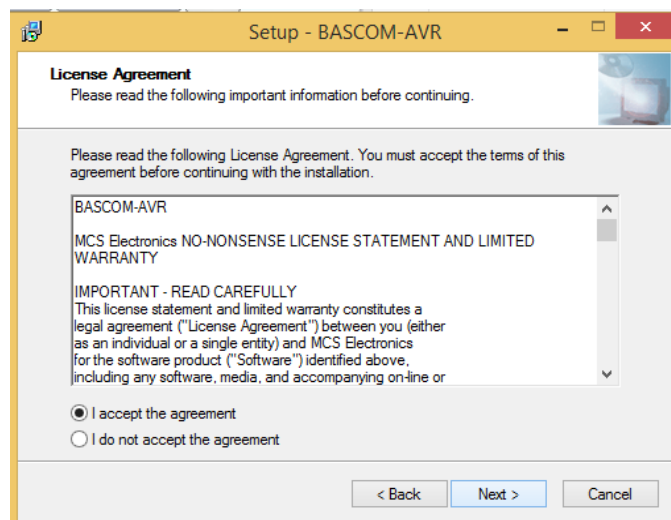 Setup - BASCOM-AVR
License Agreement
Please read the following important information before continuing.
Please read the following License Agreement. You must accept the terms of this
agreement before continuing with the installation.
BASCOM-AVR
MCS Electronics NO-NONSENSE LICENSE STATEMENT AND LIMITED
WARRANTY
IMPORTANT - READ CAREFULLY
This license statement and limited warranty constitutes a
legal agreement ("License Agreement") between you (either
as an individual or a single entity) and MCS Electronics
for the software product ("Software") identified above,
including any software, media, and accompanying on-line or
I accept the agreement
I do not accept the agreement
< Back Next > Cancel